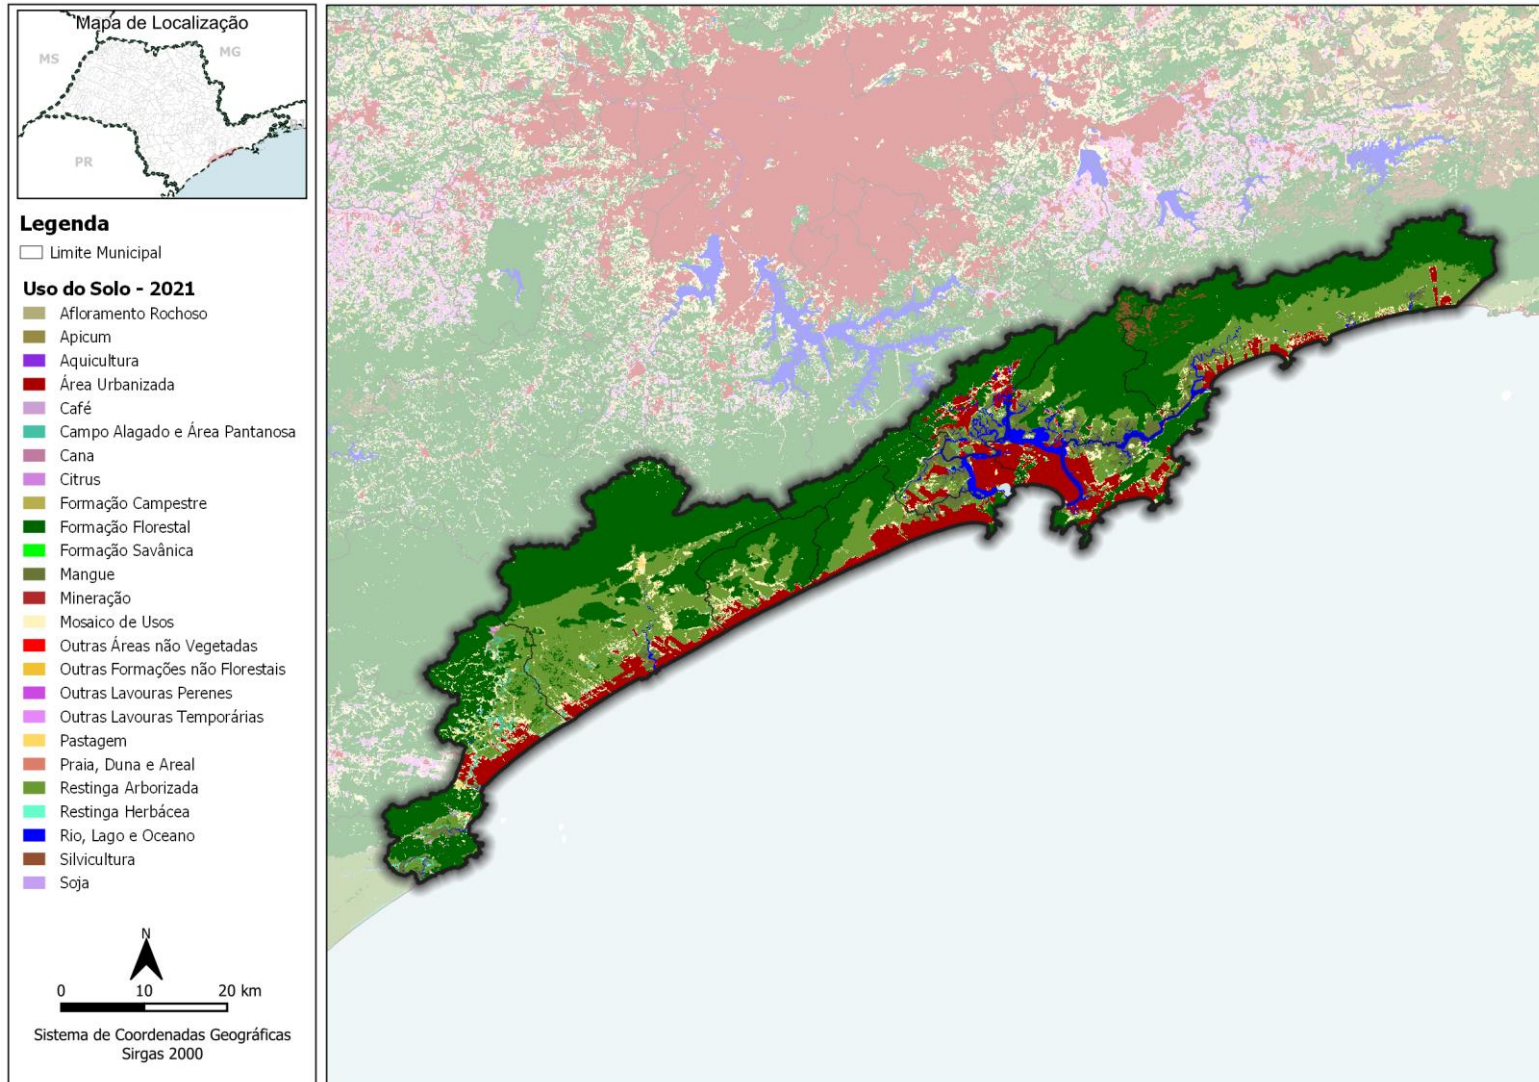 Mapa de Localização
MS
MG
PR
Legenda
Limite Municipal
Uso do Solo - 2021
Afloramento Rochoso
Apicum
Aquicultura
Área Urbanizada
Café
Campo Alagado e Área Pantanosa
Cana
Citrus
Formação Campestre
Formação Florestal
Formação Savânica
Mangue
Mineração
Mosaico de Usos
Outras Áreas não Vegetadas
Outras Formações não Florestais
Outras Lavouras Perenes
Outras Lavouras Temporárias
Pastagem
Praia, Duna e Areal
Restinga Arborizada
Restinga Herbácea
Rio, Lago e Oceano
Silvicultura
Soja
N
0 10 20 km
Sistema de Coordenadas Geográficas
Sirgas 2000